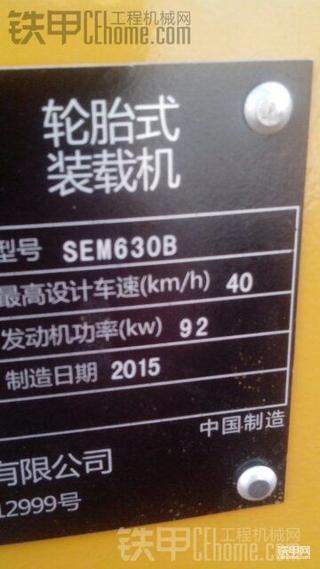 铁甲工程机械网
CEhome.com
轮胎式
装载机
型号 SEM630B
最高设计车速(km/h) 40
发动机功率(kw) 92
制造日期 2015
中国制造
有限公司
12999号
铁甲工程机械网
CEhome.com
铁甲网